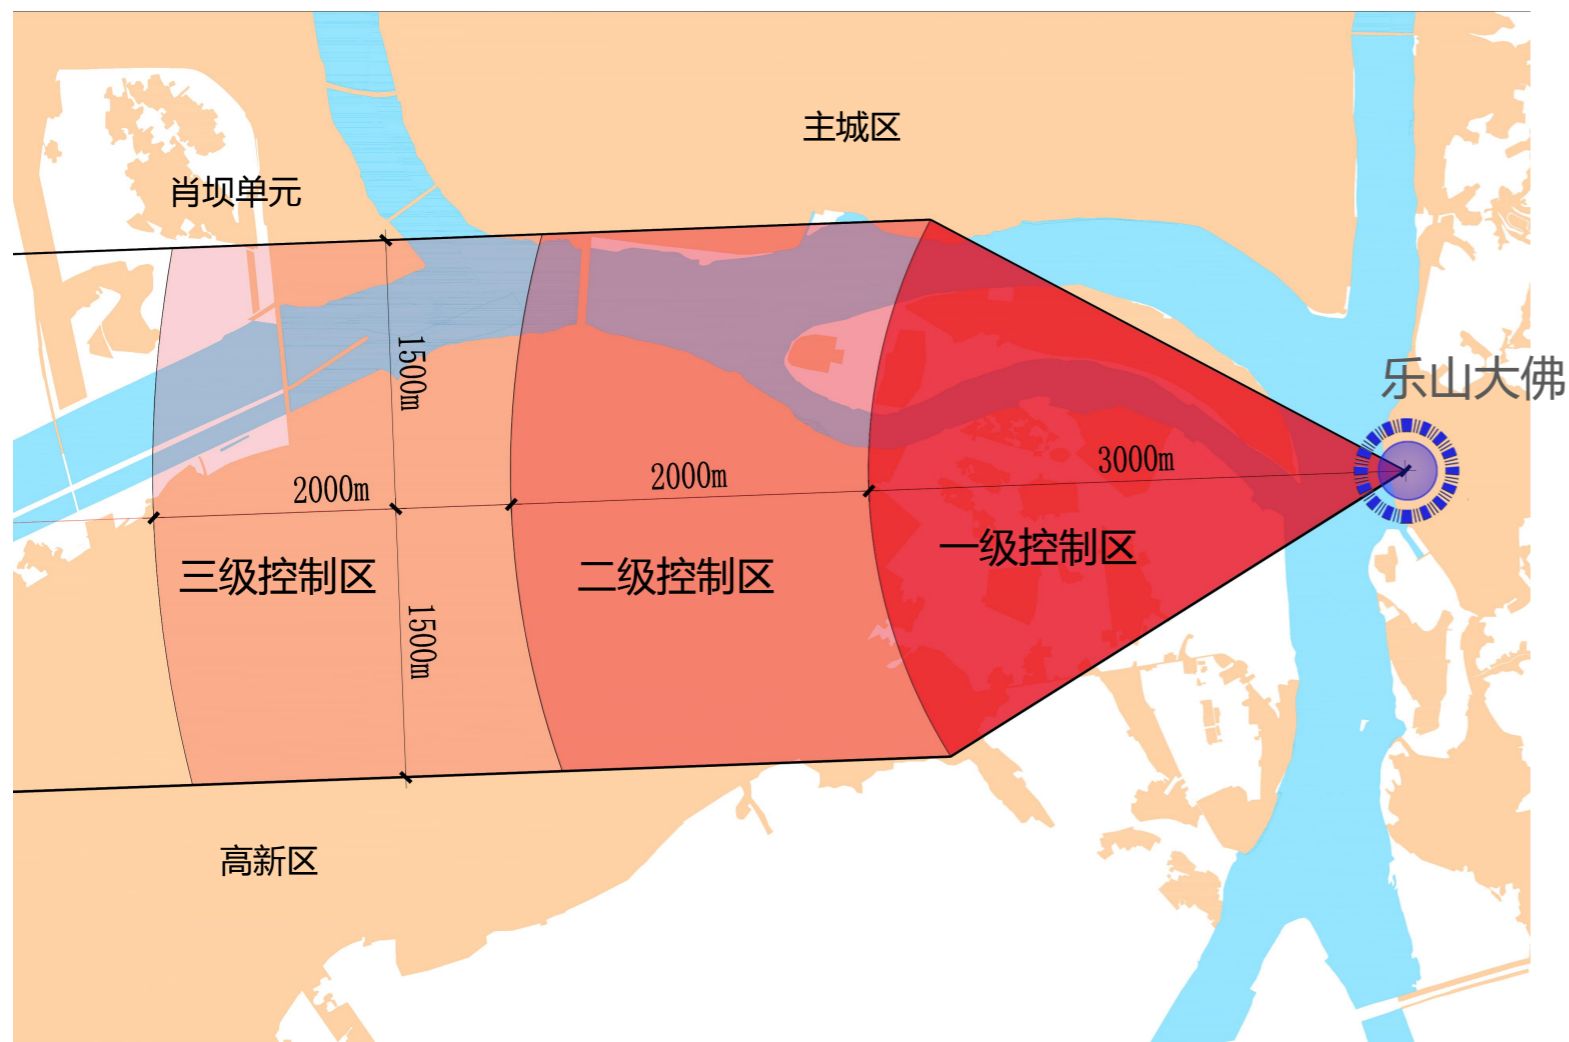 主城区
肖坝单元
1500m
乐山大佛
3000m
2000m
2000m
一级控制区
二级控制区
三级控制区
1500m
高新区